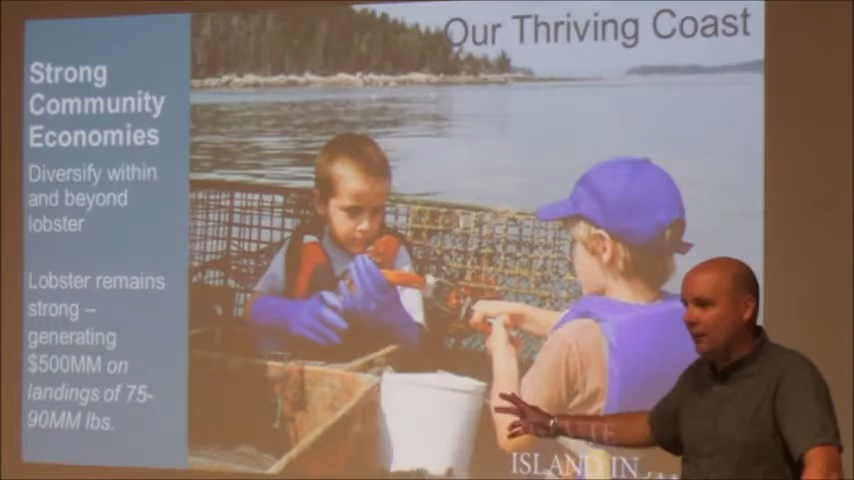 Our Thriving Coast
Strong
Community
Economies
Diversify within
and beyond
lobster
Lobster remains
strong –
generating
$500MM on
landings of 75-
90MM lbs.
ISLAND